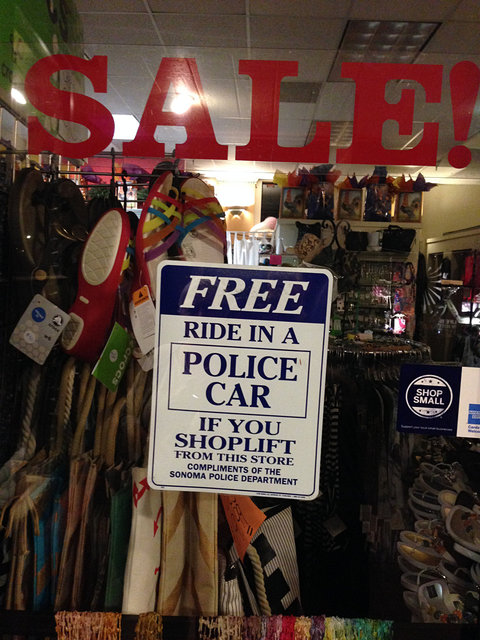 SALE!
FREE
RIDE IN A
POLICE
CAR
IF YOU
SHOPLIFT
FROM THIS STORE
COMPLIMENTS OF THE
SONOMA POLICE DEPARTMENT
SHOP
SMALL